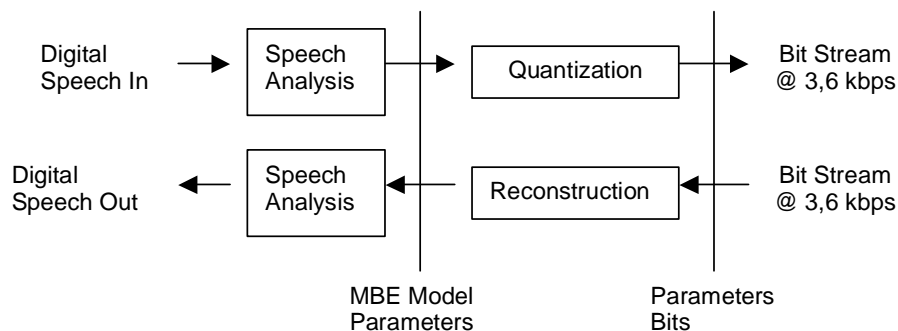 Digital
Speech In
Speech
Analysis
Quantization
Bit Stream
@ 3,6 kbps
Digital
Speech Out
Speech
Analysis
Reconstruction
Bit Stream
@ 3,6 kbps
MBE Model
Parameters
Parameters
Bits